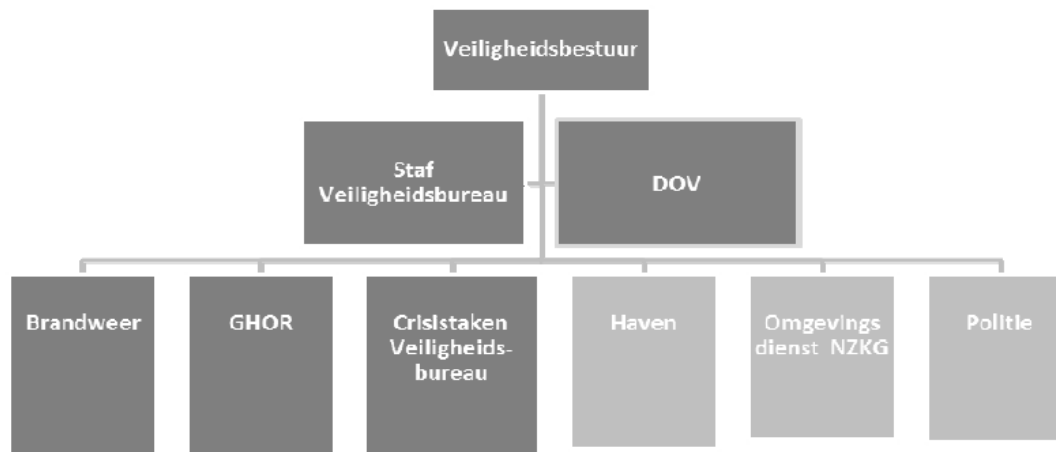 Veiligheidsbestuur
Staf
Veiligheidsbureau
DOV
Brandweer
GHOR
Crisistaken
Veiligheids-
bureau
Haven
Omgevings
dienst NZKG
Politie